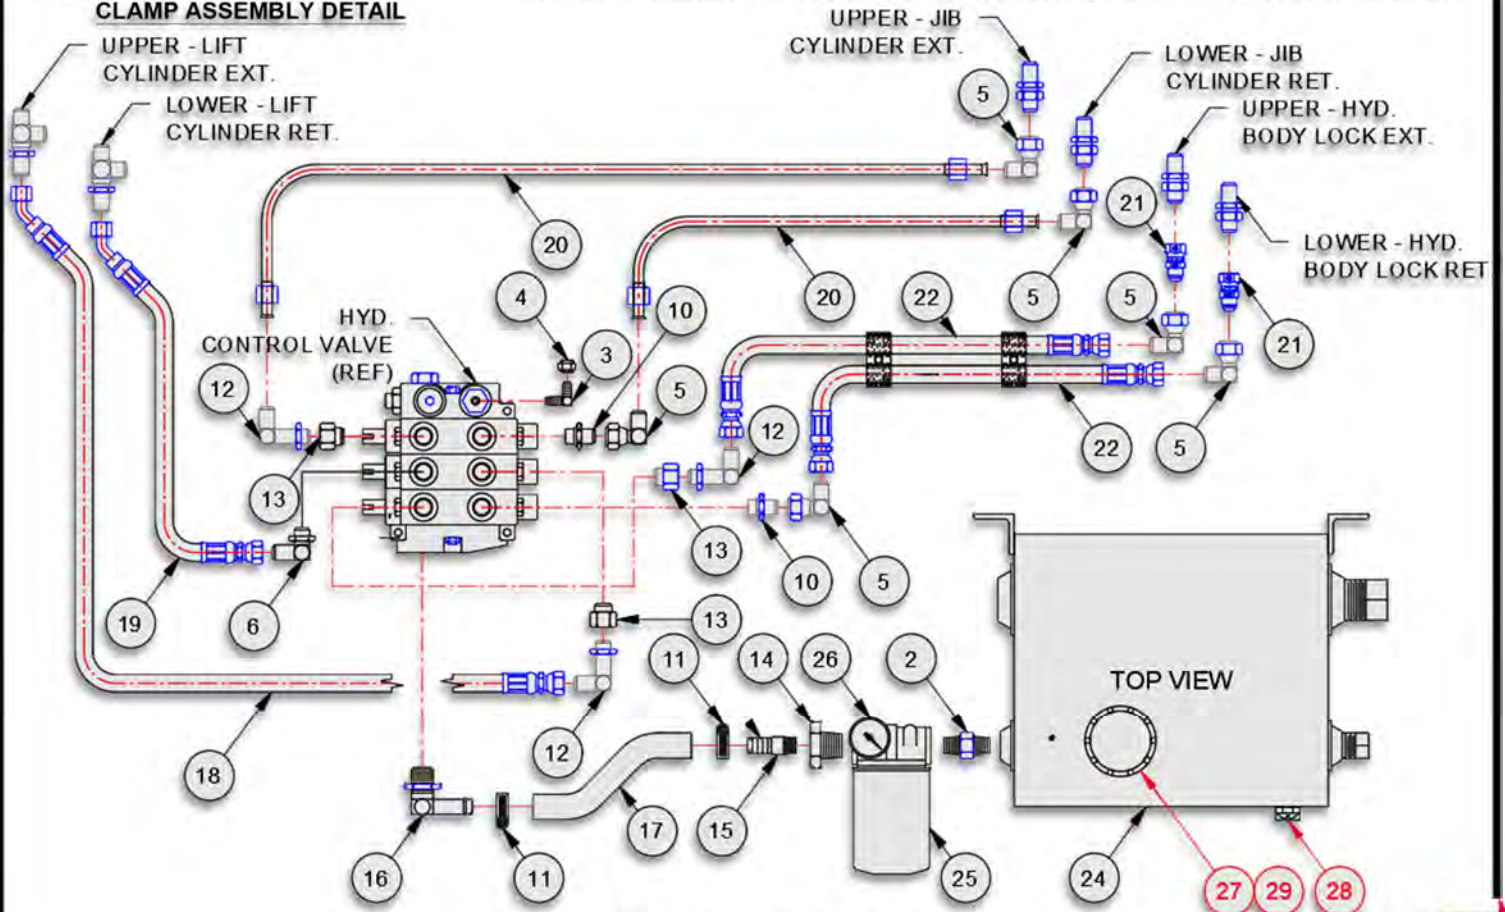 CLAMP ASSEMBLY DETAIL
UPPER - LIFT
CYLINDER EXT.
LOWER - LIFT
CYLINDER RET.
UPPER - JIB
CYLINDER EXT.
LOWER - JIB
CYLINDER RET.
UPPER - HYD.
BODY LOCK EXT.
LOWER - HYD.
BODY LOCK RET
5
21
20
4
3
10
20
22
5
5
21
HYD.
CONTROL VALVE
(REF)
12
5
12
22
5
13
13
10
5
19
6
13
11
14
26
2
TOP VIEW
18
12
17
15
16
11
25
24
27
29
28